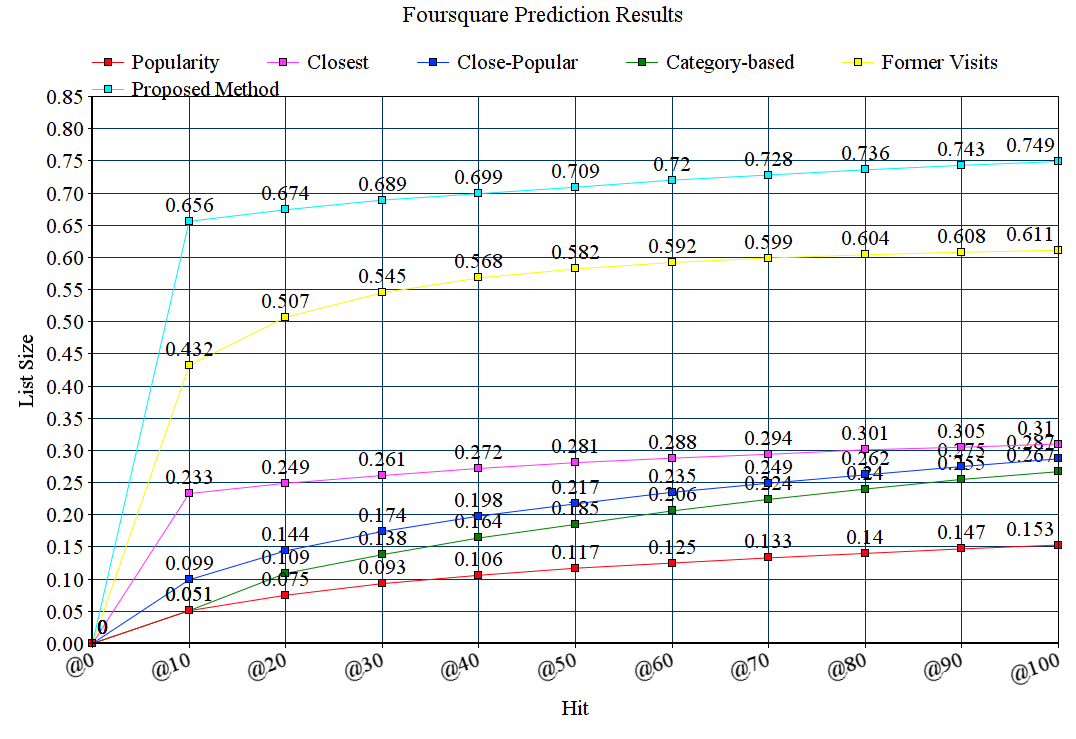 Foursquare Prediction Results
Popularity Closest Close-Popular Category-based Former Visits
Proposed Method
0.85
0.80
0.75
0.70
0.65
0.60
0.55
0.50
0.45
0.40
0.35
0.30
0.25
0.20
0.15
0.10
0.05
0.00
List Size
0.656 0.674 0.689 0.699 0.709 0.72 0.728 0.736 0.743 0.749
0.432 0.507 0.545 0.568 0.582 0.592 0.599 0.604 0.608 0.611
0.233 0.249 0.261 0.272 0.281 0.288 0.294 0.301 0.305 0.31
0.099 0.144 0.174 0.198 0.217 0.235 0.249 0.262 0.275 0.287
0.051 0.109 0.138 0.164 0.185 0.206 0.224 0.24 0.255 0.267
0.075 0.093 0.106 0.117 0.125 0.133 0.14 0.147 0.153
0
@0 @10 @20 @30 @40 @50 @60 @70 @80 @90 @100
Hit